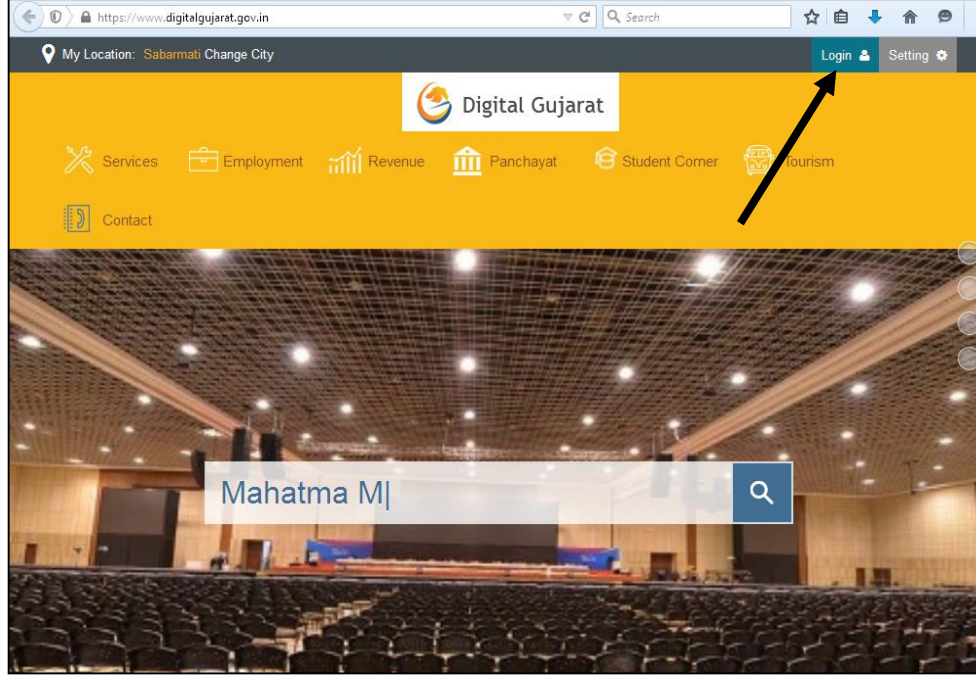 https://www.digitalgujarat.gov.in
Search
My Location: Sabarmati Change City
Login
Setting
Digital Gujarat
Services
Employment
Revenue
Panchayat
Student Corner
Tourism
Contact
Mahatma M|